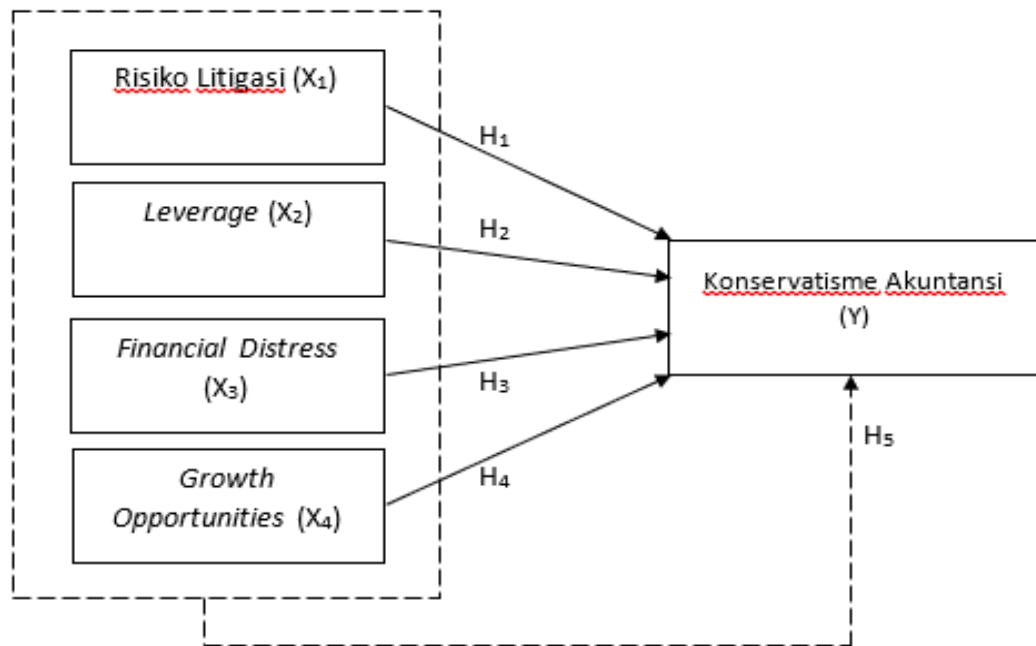 Risiko Litigasi (X₁)
H₁
Leverage (X₂)
H₂
Konservatisme Akuntansi
(Y)
Financial Distress
(X₃)
H₃
Growth
Opportunities (X₄)
H₄
H₅